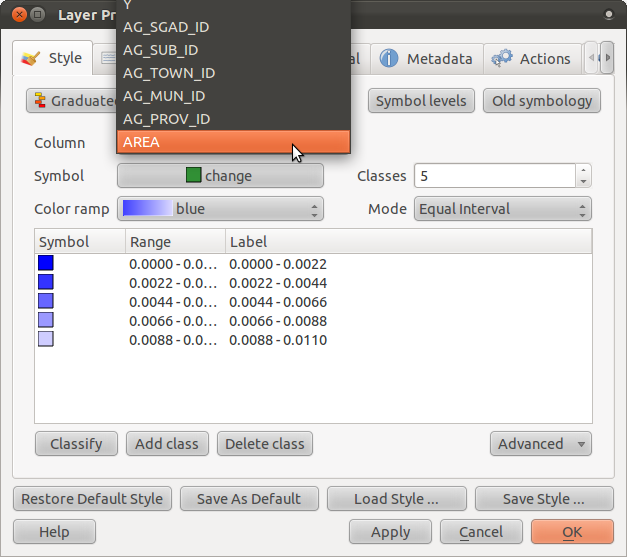 Layer Pr
Y
AG_SGAD_ID
AG_SUB_ID
AG_TOWN_ID
AG_MUN_ID
AG_PROV_ID
AREA
Style
al
Metadata
Actions
Graduated
Symbol levels
Old symbology
Column
Symbol
change
Classes
5
Color ramp
blue
Mode
Equal Interval
Symbol Range Label
0.0000 - 0.0... 0.0000 - 0.0022
0.0022 - 0.0... 0.0022 - 0.0044
0.0044 - 0.0... 0.0044 - 0.0066
0.0066 - 0.0... 0.0066 - 0.0088
0.0088 - 0.0... 0.0088 - 0.0110
Classify
Add class
Delete class
Advanced
Restore Default Style
Save As Default
Load Style ...
Save Style ...
Help
Apply
Cancel
OK